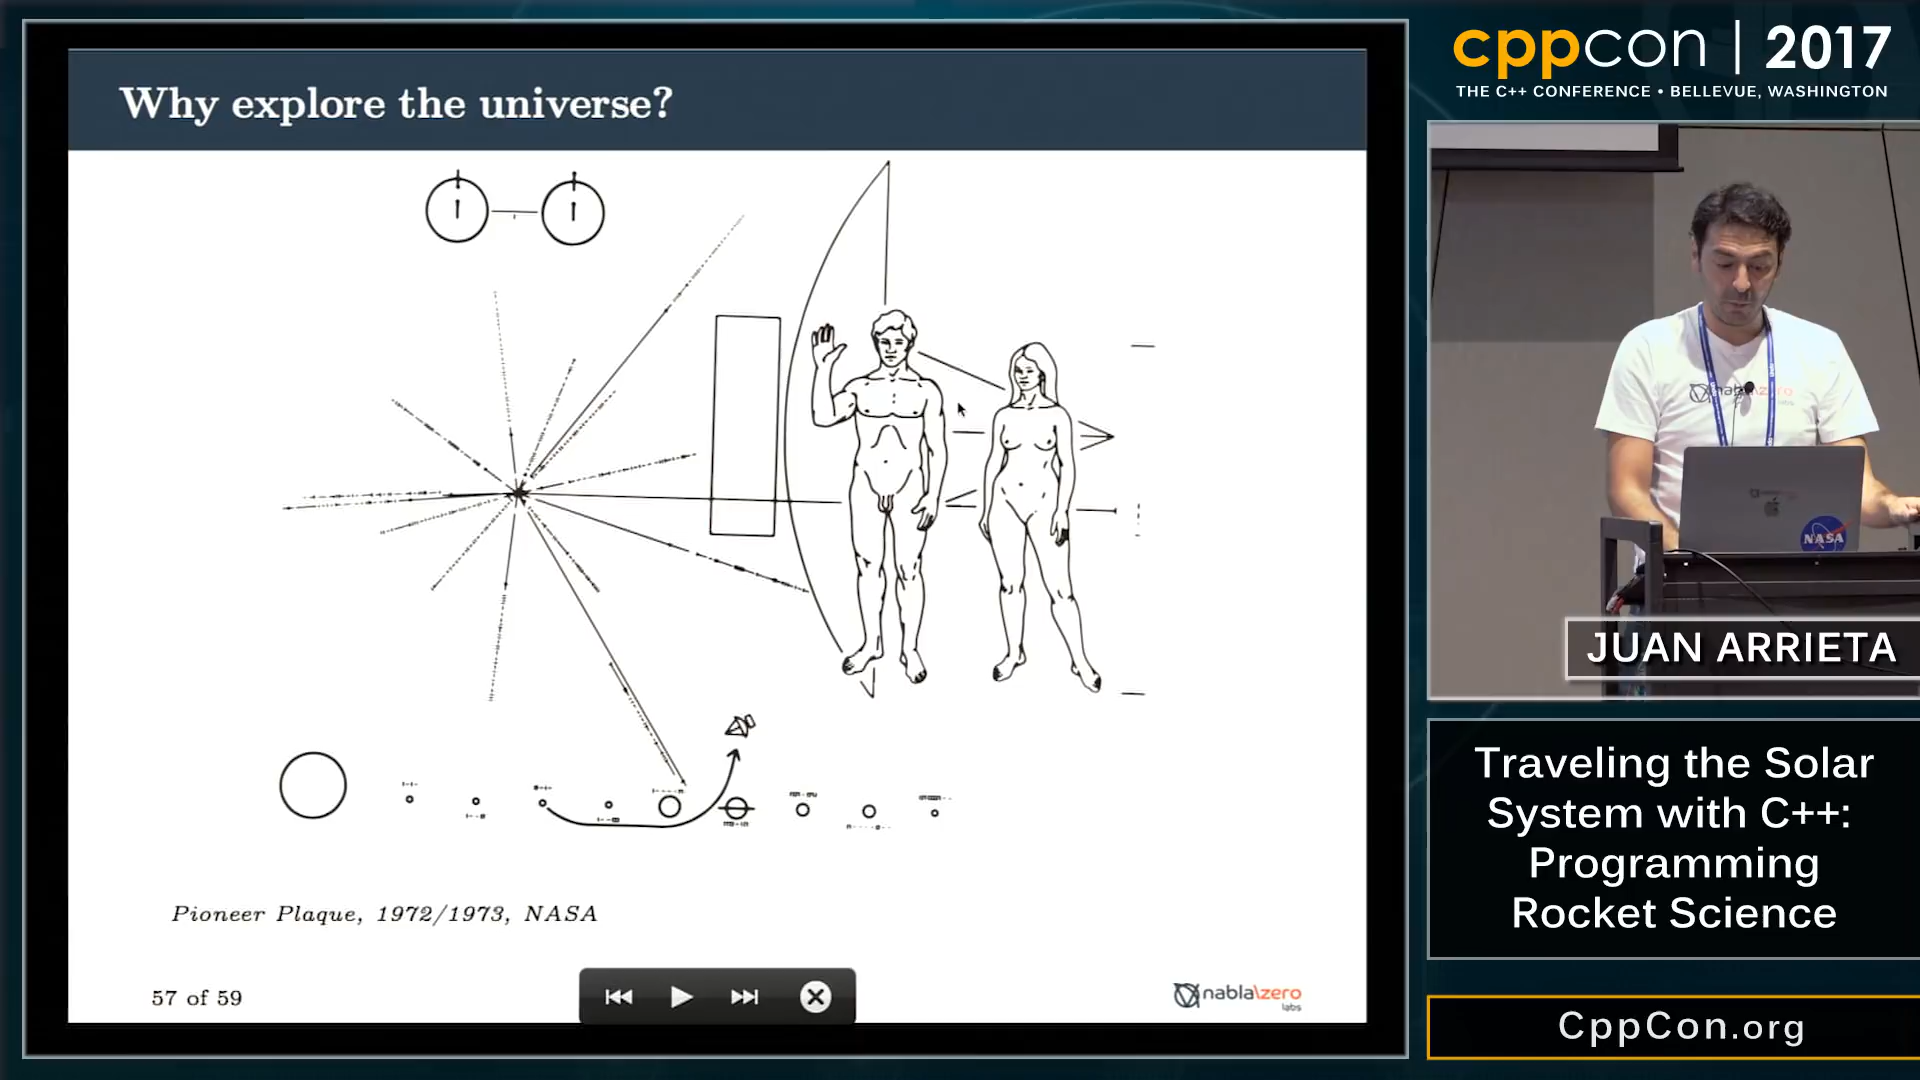 Why explore the universe?
Pioneer Plaque, 1972/1973, NASA
57 of 59
nabla\zero
labs
cppcon | 2017
THE C++ CONFERENCE • BELLEVUE, WASHINGTON
NASA
JUAN ARRIETA
Traveling the Solar
System with C++:
Programming
Rocket Science
CppCon.org